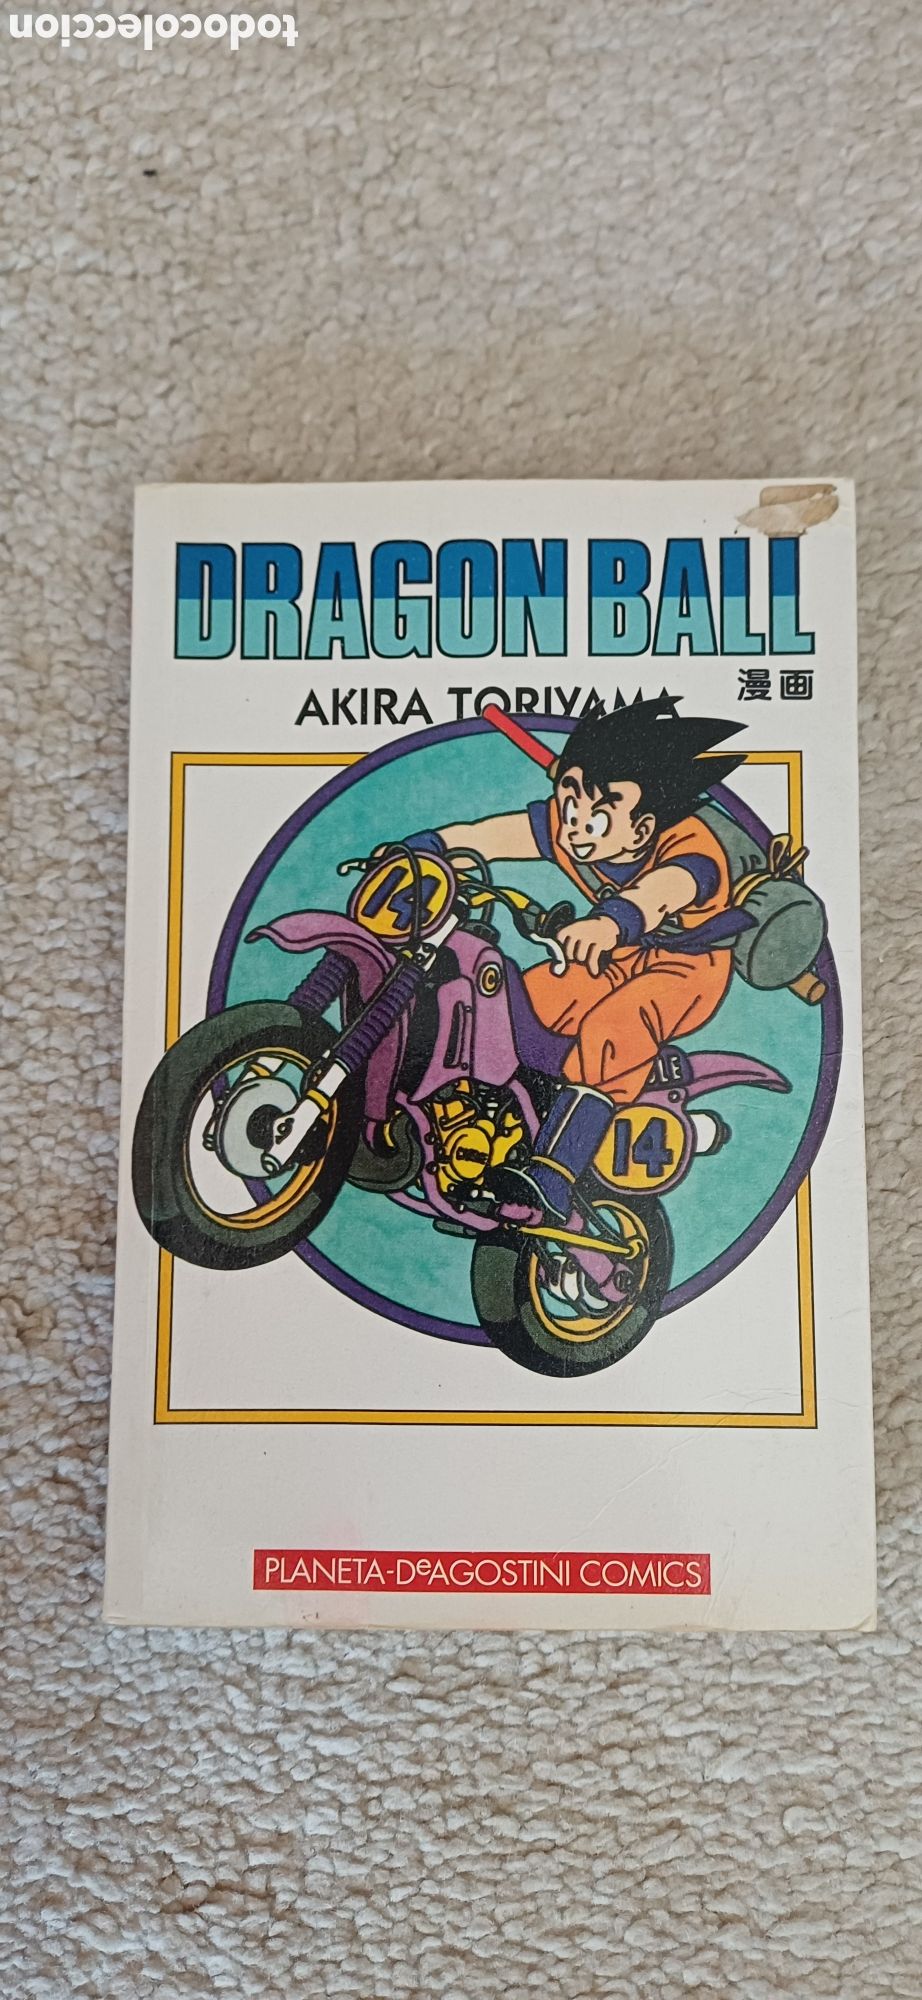 todocoleccion
DRAGON BALL
漫画
AKIRA TORIYAMA
14
C
14
PLANETA-DeAGOSTINI COMICS